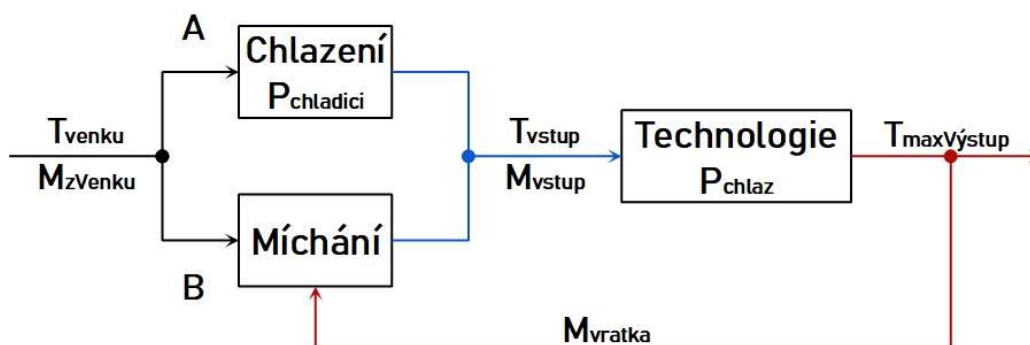 A
Chlazení
Pchladici
Tvenku
MzVenku
Tvstup
Mvstup
Technologie
Pchlaz
TmaxVýstup
Míchání
B
Mvratka